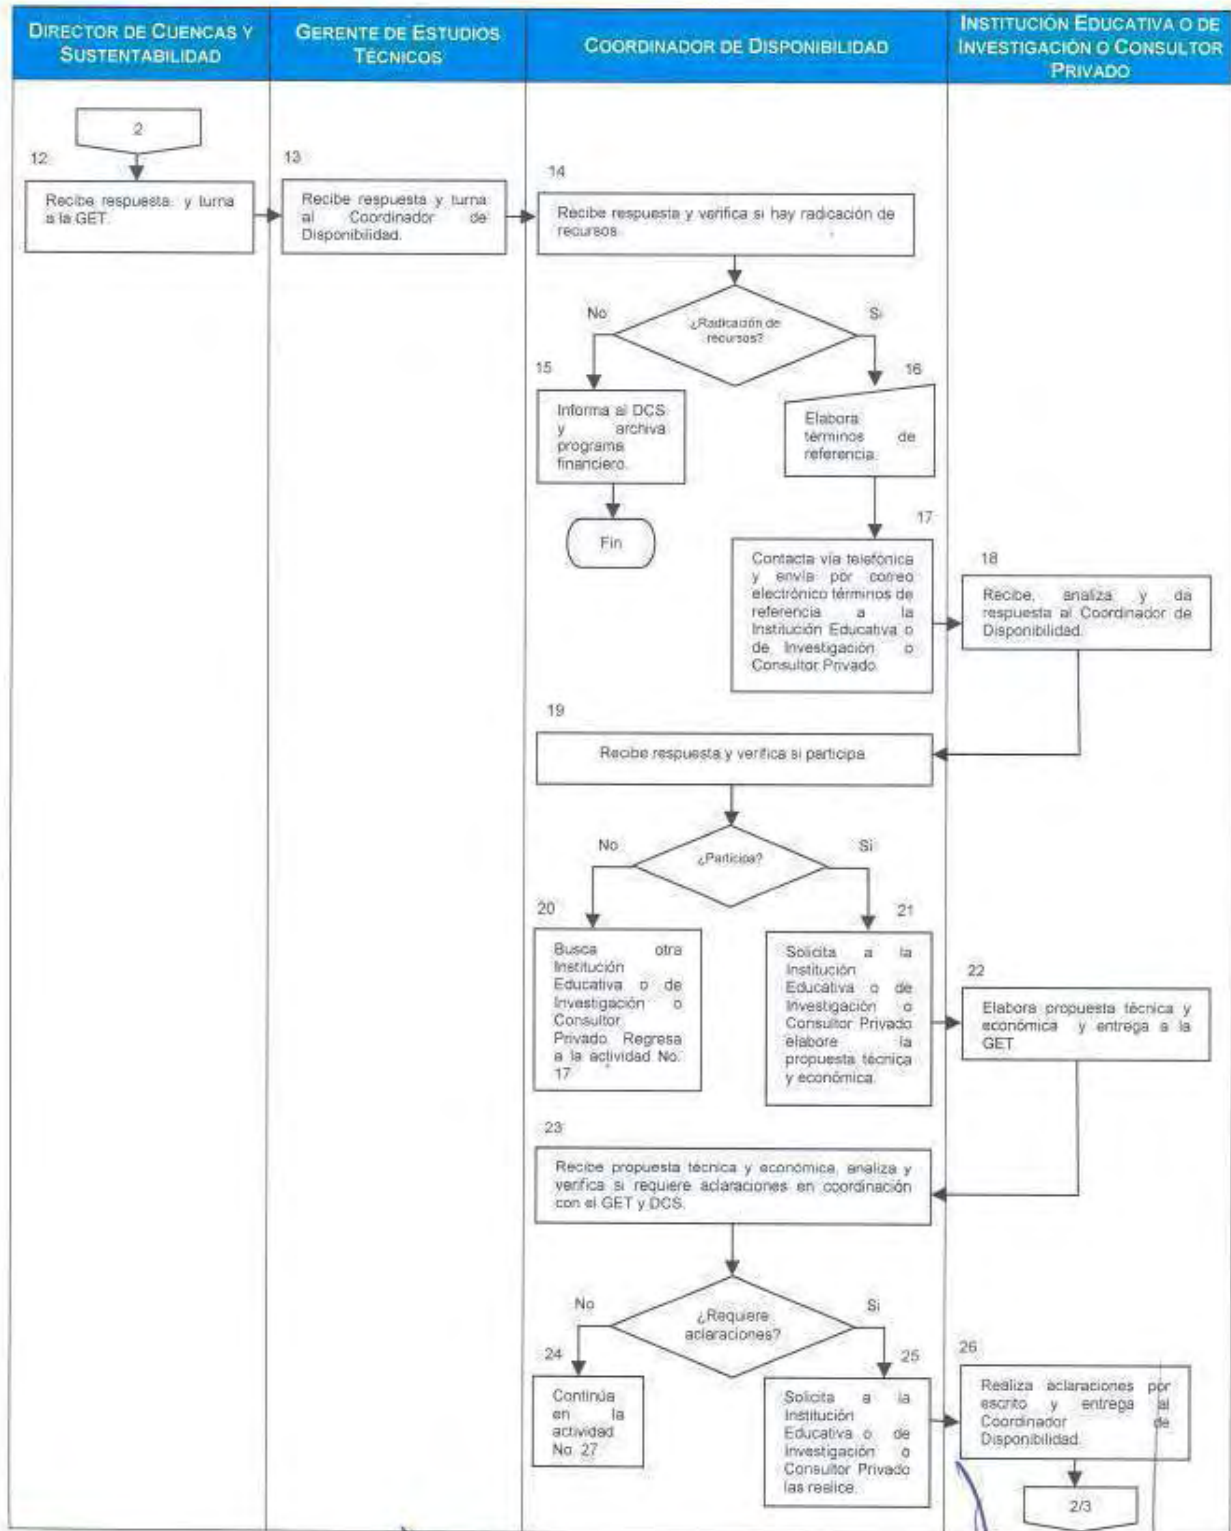 DIRECTOR DE CUENCAS Y
SUSTENTABILIDAD
GERENTE DE ESTUDIOS
TÉCNICOS
COORDINADOR DE DISPONIBILIDAD
INSTITUCIÓN EDUCATIVA O DE
INVESTIGACIÓN O CONSULTOR
PRIVADO
2
12
Recibe respuesta y turna
a la GET.
13
Recibe respuesta y turna
al Coordinador de
Disponibilidad.
14
Recibe respuesta y verifica si hay radicación de
recursos
¿Radicación de
recursos?
No
Si
15
Informa al DCS
y archiva
programa
financiero.
Fin
16
Elabora
términos de
referencia.
17
Contacta vía telefónica
y envía por correo
electrónico términos de
referencia a la
Institución Educativa o
de Investigación o
Consultor Privado.
18
Recibe, analiza y da
respuesta al Coordinador de
Disponibilidad.
19
Recibe respuesta y verifica si participa
¿Participa?
No
Si
20
Busca otra
Institución
Educativa o de
Investigación o
Consultor
Privado. Regresa
a la actividad No.
17
21
Solicita a la
Institución
Educativa o de
Investigación o
Consultor Privado
elabore la
propuesta técnica
y económica.
22
Elabora propuesta técnica y
económica y entrega a la
GET
23
Recibe propuesta técnica y económica, analiza y
verifica si requiere aclaraciones en coordinación
con el GET y DCS.
¿Requiere
aclaraciones?
No
Si
24
Continúa
en la
actividad
No. 27
25
Solicita a la
Institución
Educativa o de
Investigación o
Consultor Privado
las realice.
26
Realiza aclaraciones por
escrito y entrega al
Coordinador de
Disponibilidad.
2/3